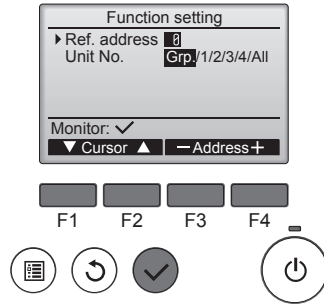 Function setting
Ref. address 0
Unit No. Grp./1/2/3/4/All
Monitor: ✓
▼ Cursor ▲ −Address+
F1 F2 F3 F4